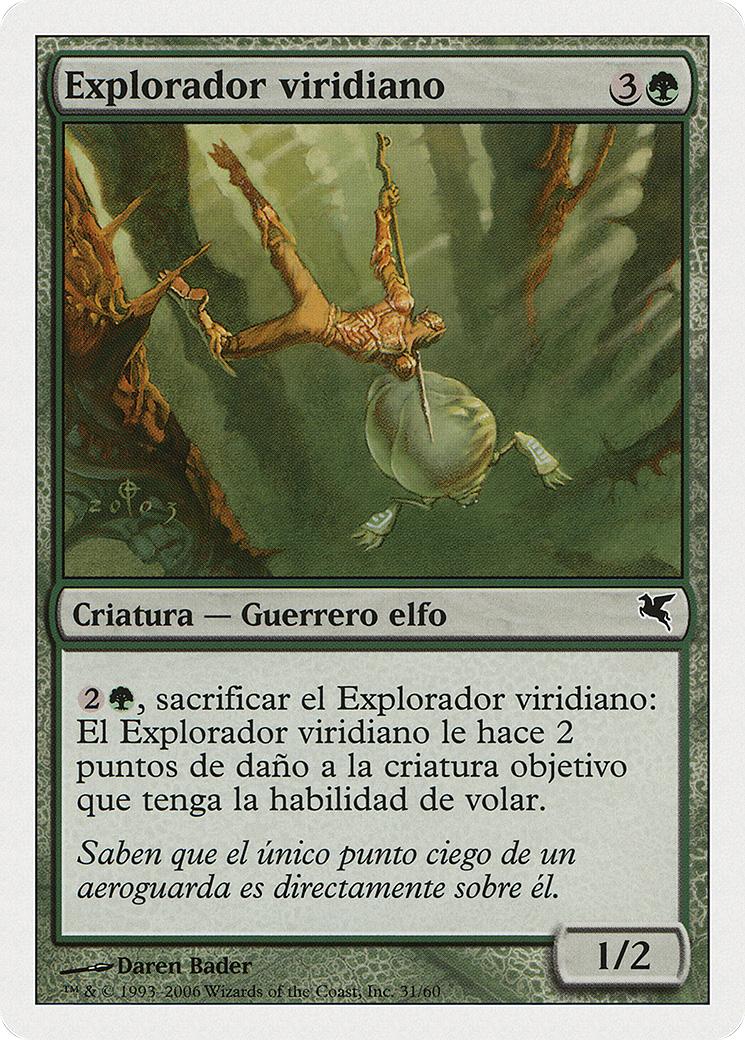 Explorador viridiano 3
2003
Criatura — Guerrero elfo
2, sacrificar el Explorador viridiano:
El Explorador viridiano le hace 2
puntos de daño a la criatura objetivo
que tenga la habilidad de volar.
Saben que el único punto ciego de un
aeroguarda es directamente sobre él.
1/2
Daren Bader
™ & © 1993–2006 Wizards of the Coast, Inc. 31/60